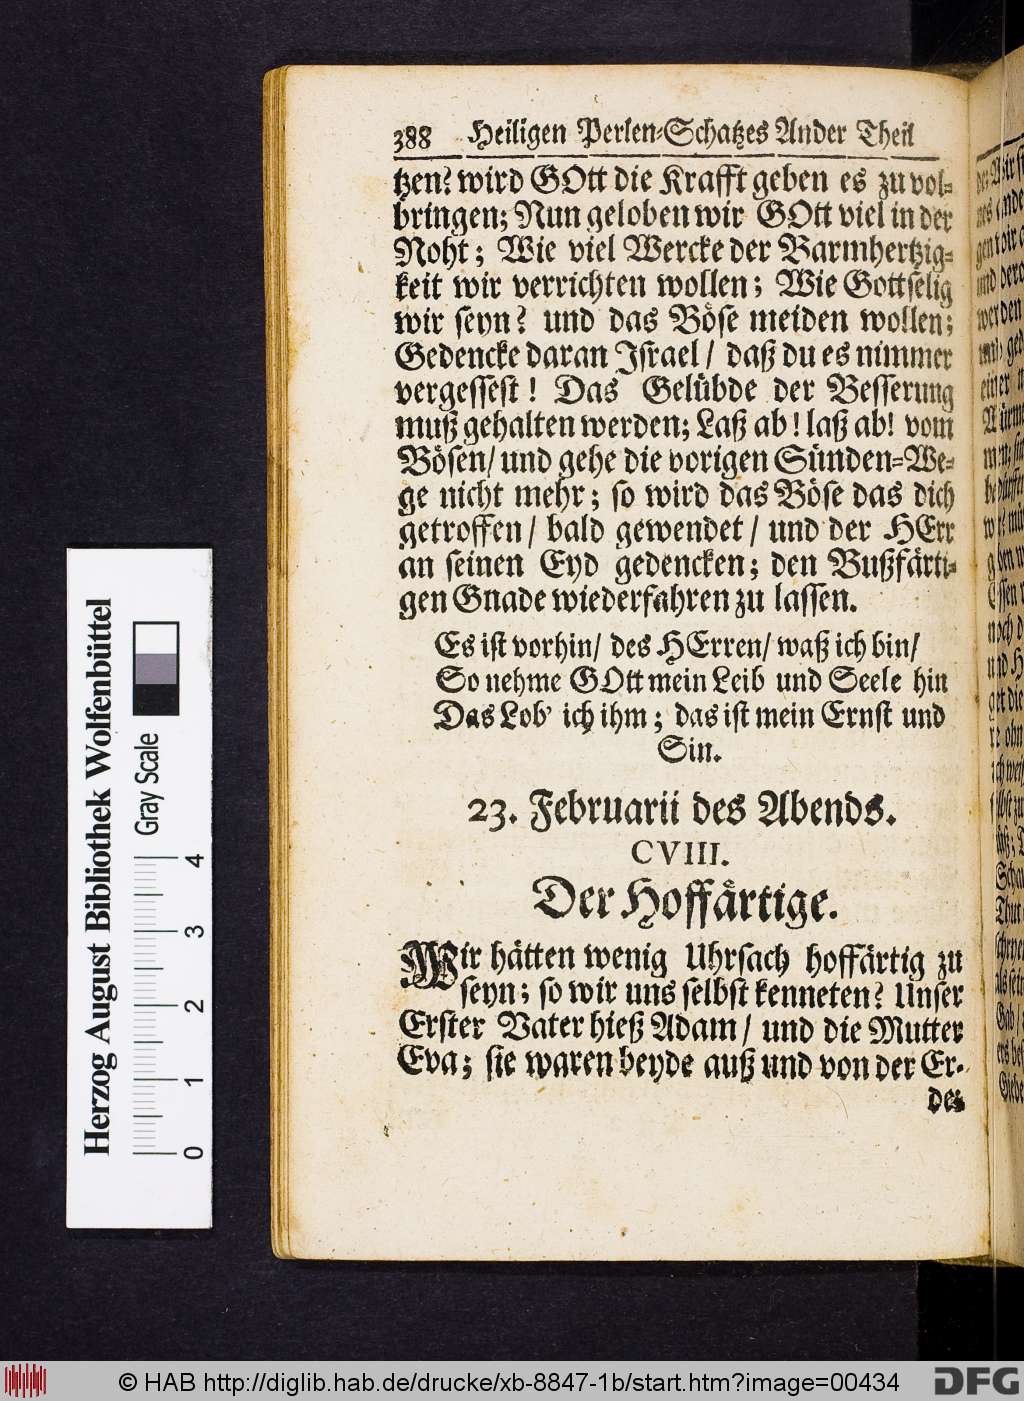 388 Heiligen Perlen-Schatzes Ander Theil
tzen? wird GOtt die Krafft geben es zu vol-
bringen; Nun geloben wir GOtt viel in der
Noht; Wie viel Wercke der Barmhertzig-
keit wir verrichten wollen; Wie Gottselig
wir seyn? und das Böse meiden wollen;
Gedencke daran Israel / daß du es nimmer
vergessest! Das Gelübde der Besserung
muß gehalten werden; Laß ab! laß ab! vom
Bösen/ und gehe die vorigen Sünden-We-
ge nicht mehr; so wird das Böse das dich
getroffen / bald gewendet / und der HErr
an seinen Eyd gedencken; den Bußfärti-
gen Gnade wiederfahren zu lassen.
Es ist vorhin/ des HErren/ waß ich bin/
So nehme GOtt mein Leib und Seele hin
Das Lob' ich ihm; das ist mein Ernst und
Sin.
23. Februarii des Abends.
CVIII.
Der Hoffärtige.
Wir hätten wenig Uhrsach hoffärtig zu
seyn; so wir uns selbst kenneten? Unser
Erster Vater hieß Adam / und die Mutter
Eva; sie waren beyde auß und von der Er-
de;
Herzog August Bibliothek Wolfenbüttel
Gray Scale
0 1 2 3 4
© HAB http://diglib.hab.de/drucke/xb-8847-1b/start.htm?image=00434
DFG